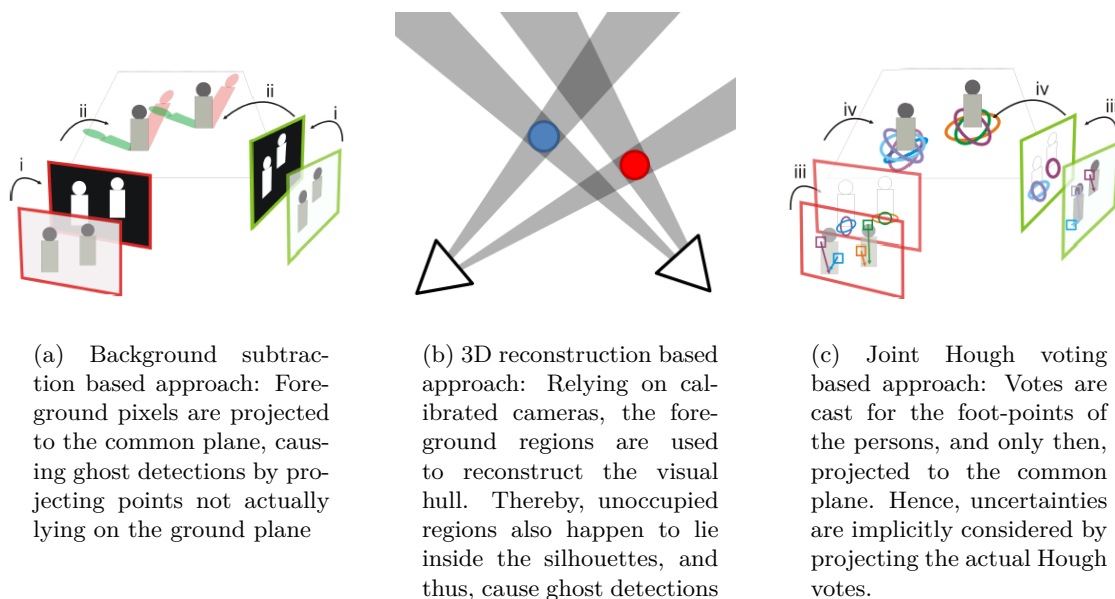 ii
ii
i
i
iv
iv
iii
iii
(a) Background subtrac-
tion based approach: Fore-
ground pixels are projected
to the common plane, caus-
ing ghost detections by pro-
jecting points not actually
lying on the ground plane
(b) 3D reconstruction based
approach: Relying on cal-
ibrated cameras, the fore-
ground regions are used
to reconstruct the visual
hull. Thereby, unoccupied
regions also happen to lie
inside the silhouettes, and
thus, cause ghost detections
(c) Joint Hough voting
based approach: Votes are
cast for the foot-points of
the persons, and only then,
projected to the common
plane. Hence, uncertainties
are implicitly considered by
projecting the actual Hough
votes.